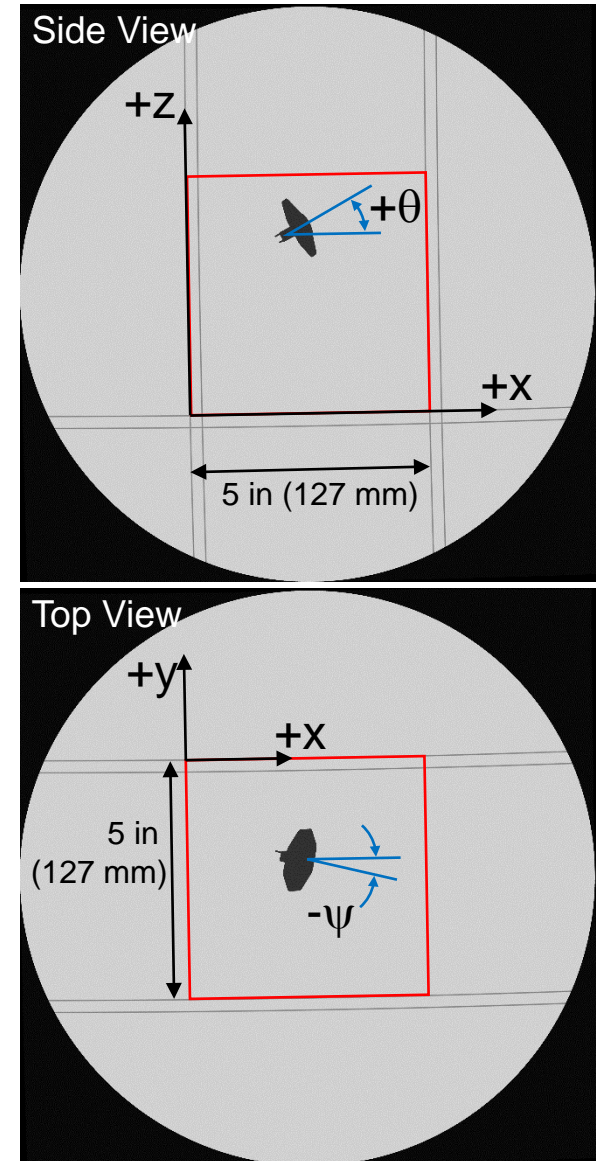 Side View
+z
+θ
+x
5 in (127 mm)
Top View
+y
+x
5 in
(127 mm)
-ψ